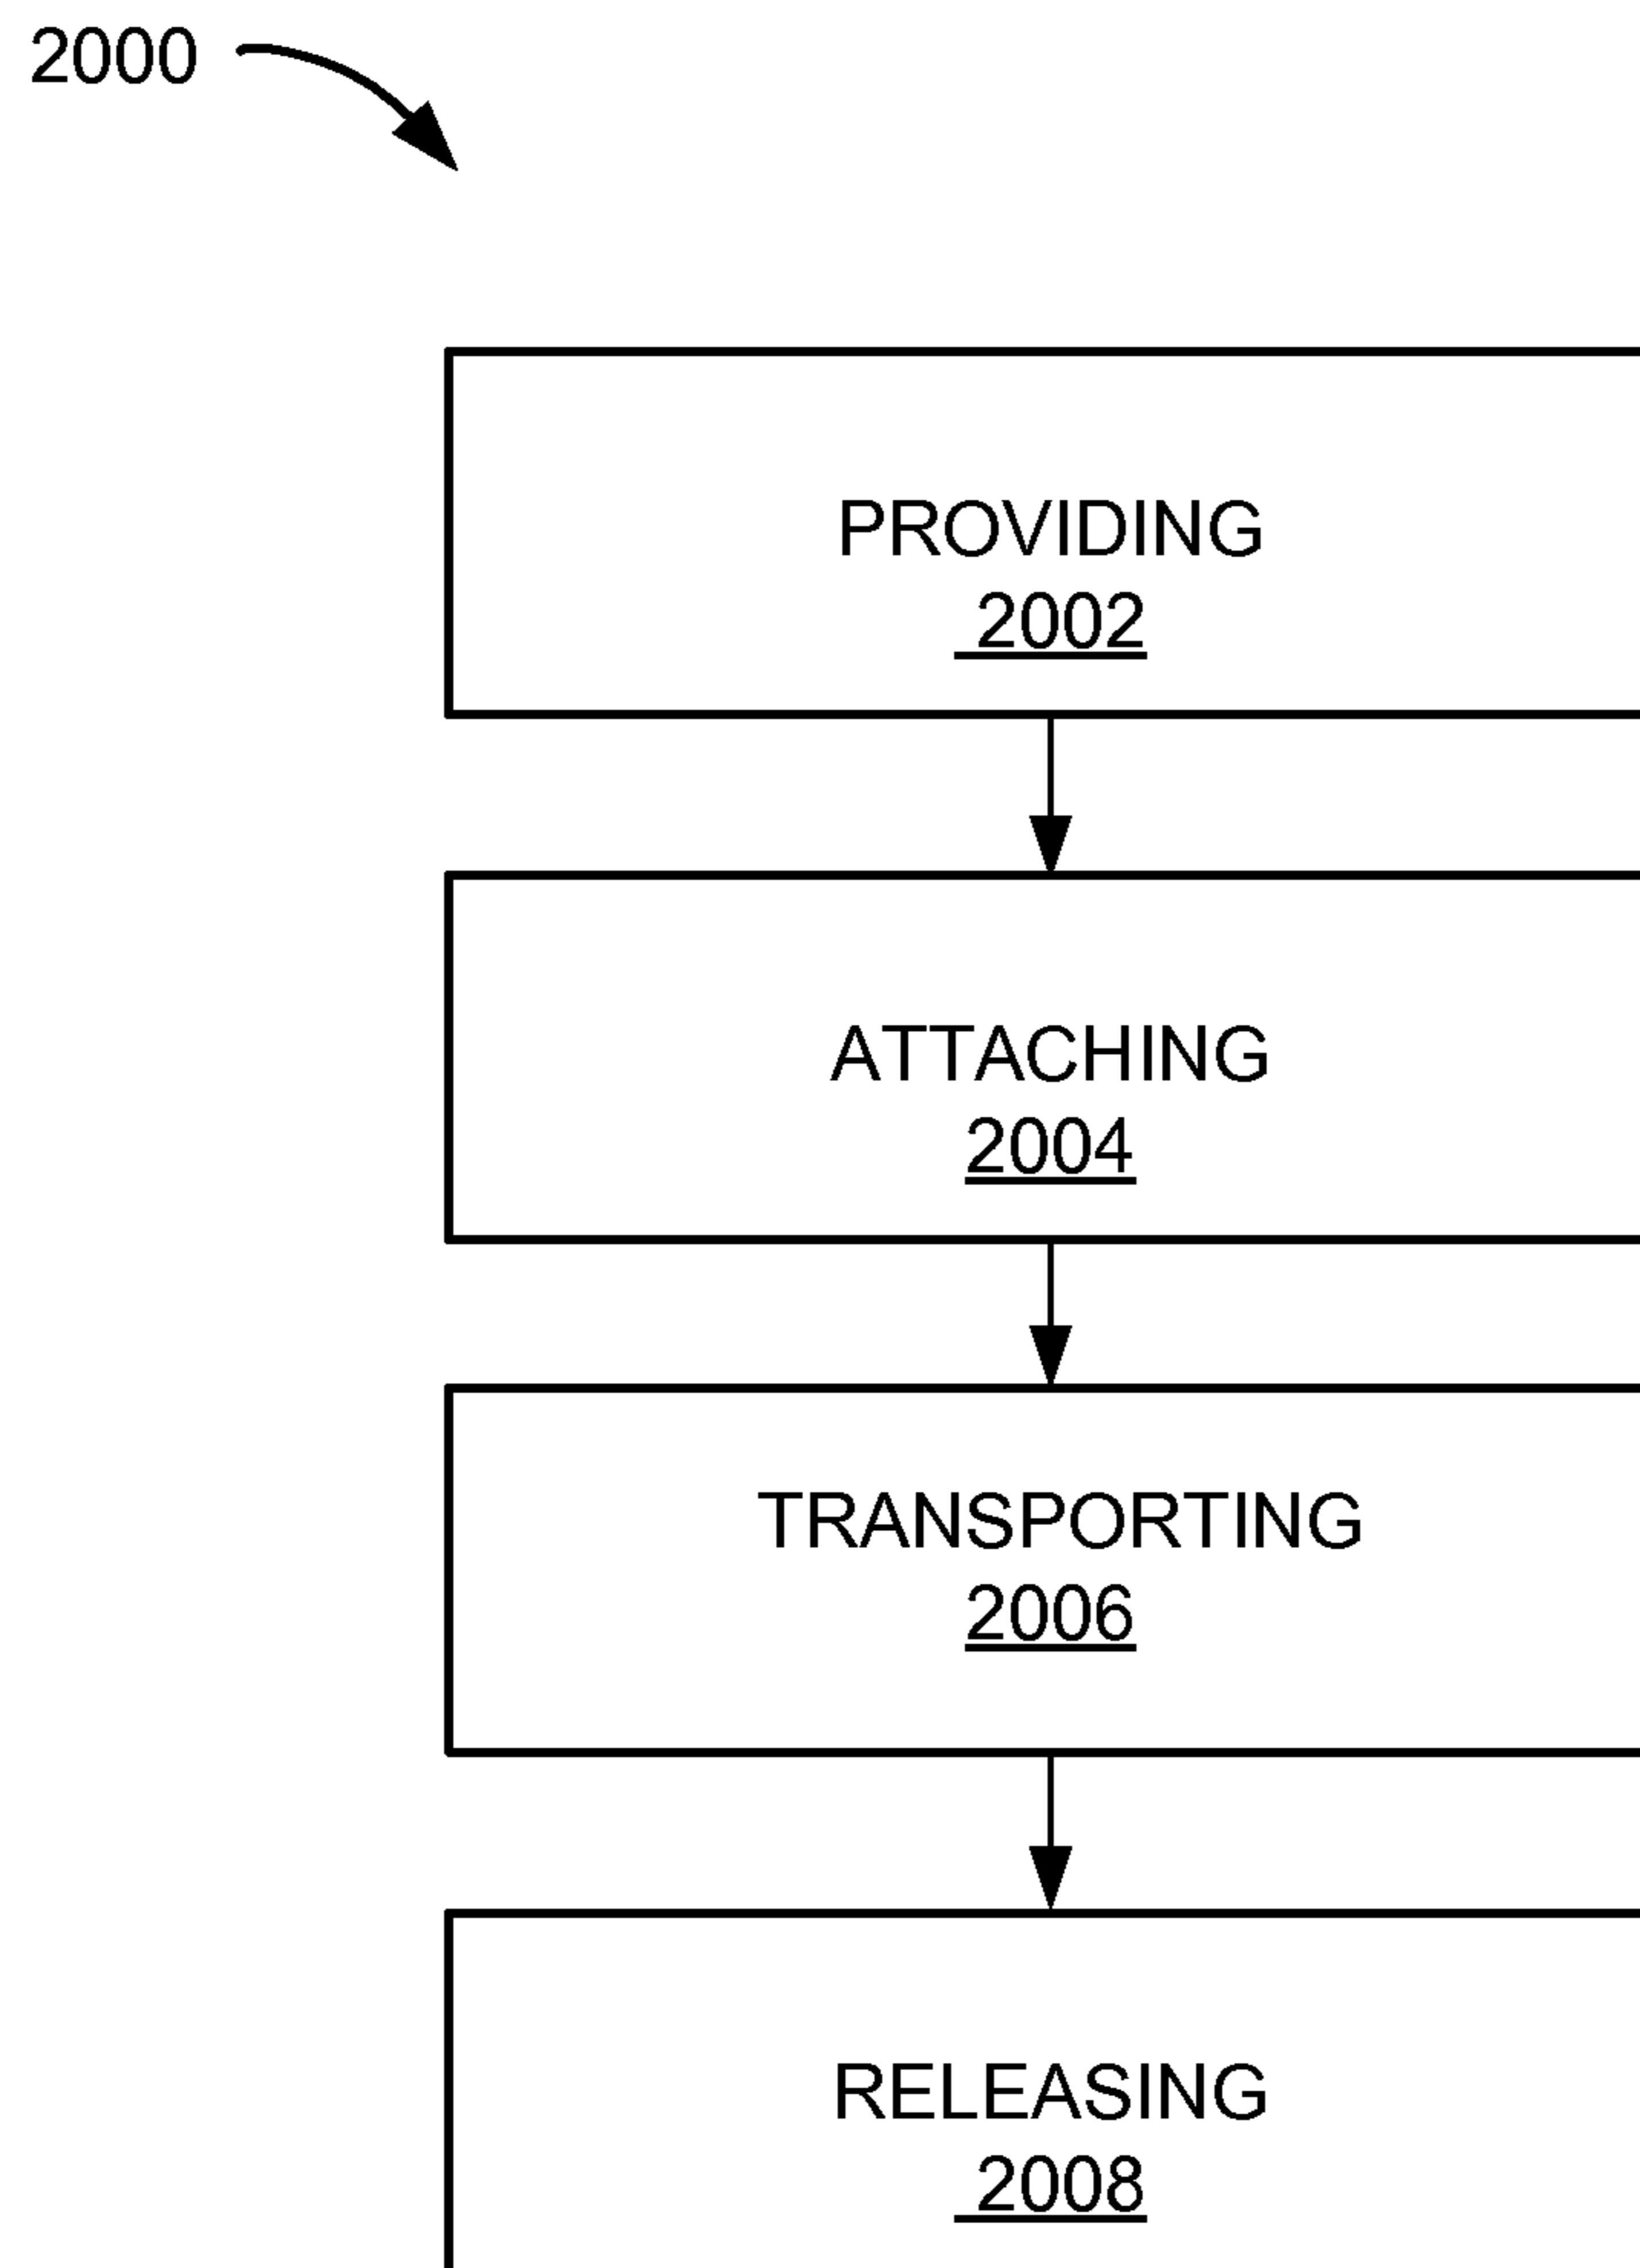 2000
PROVIDING
2002
ATTACHING
2004
TRANSPORTING
2006
RELEASING
2008